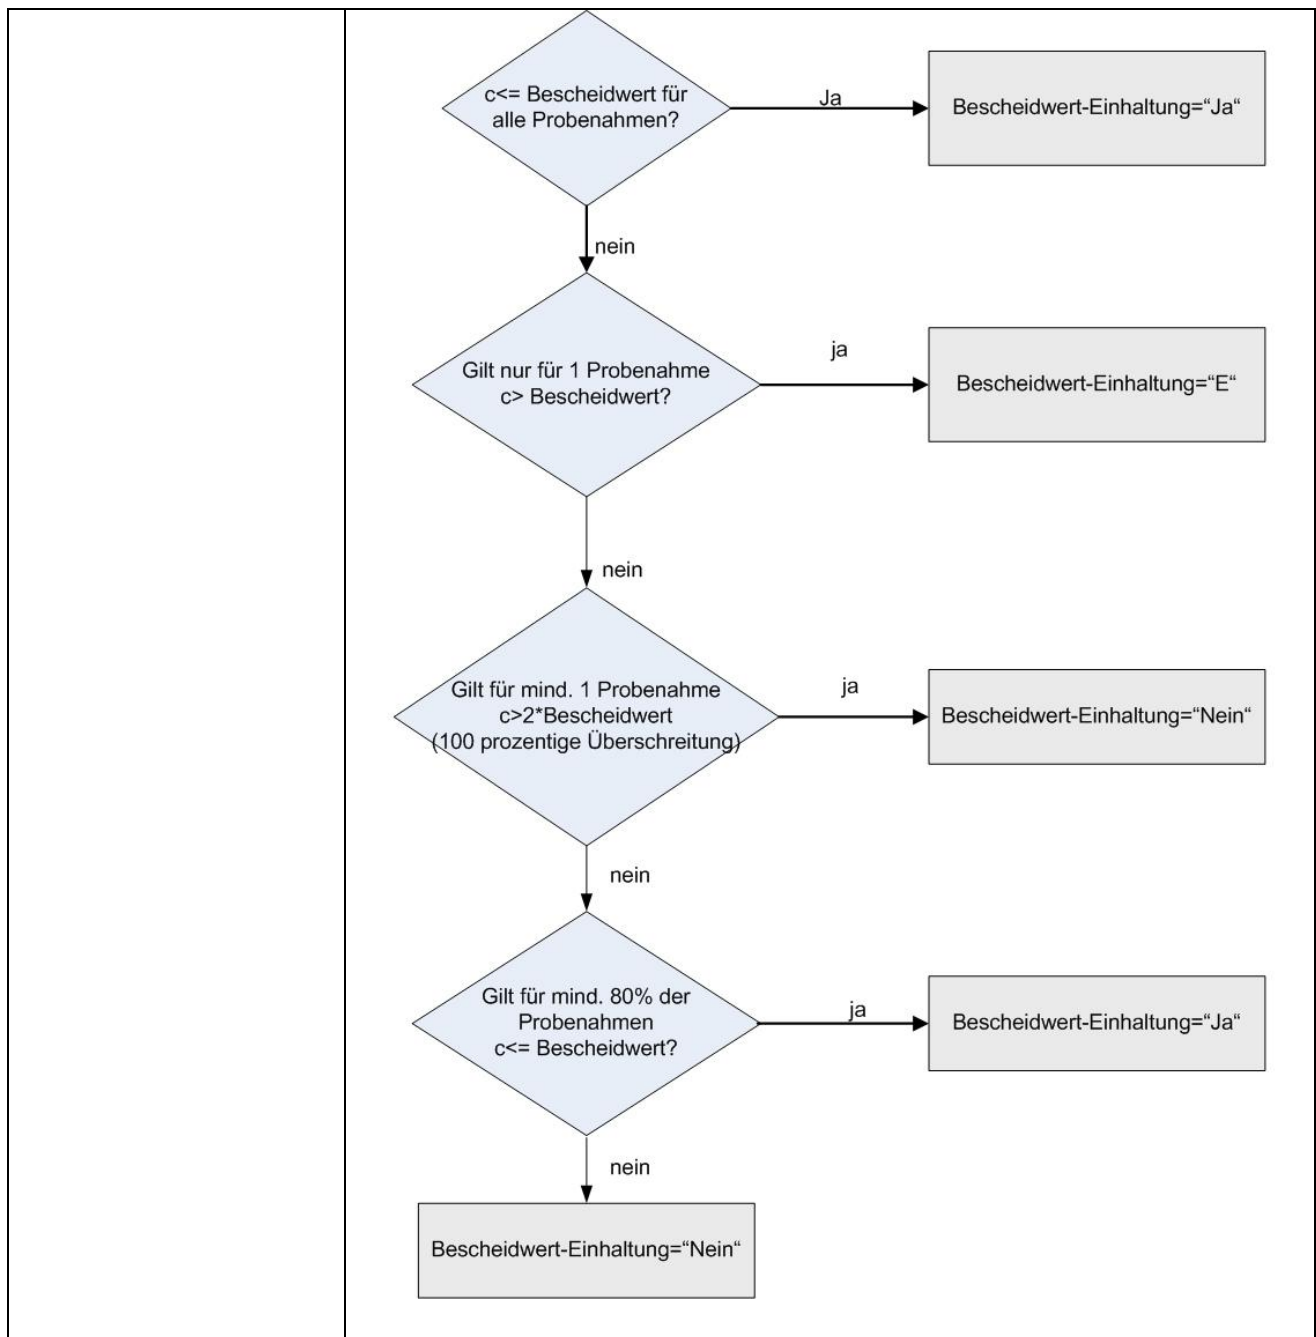 c<= Bescheidwert für
alle Probenahmen?
Ja
Bescheidwert-Einhaltung=“Ja“
nein
Gilt nur für 1 Probenahme
c> Bescheidwert?
ja
Bescheidwert-Einhaltung=“E“
nein
Gilt für mind. 1 Probenahme
c>2*Bescheidwert
(100 prozentige Überschreitung)
ja
Bescheidwert-Einhaltung=“Nein“
nein
Gilt für mind. 80% der
Probenahmen
c<= Bescheidwert?
ja
Bescheidwert-Einhaltung=“Ja“
nein
Bescheidwert-Einhaltung=“Nein“